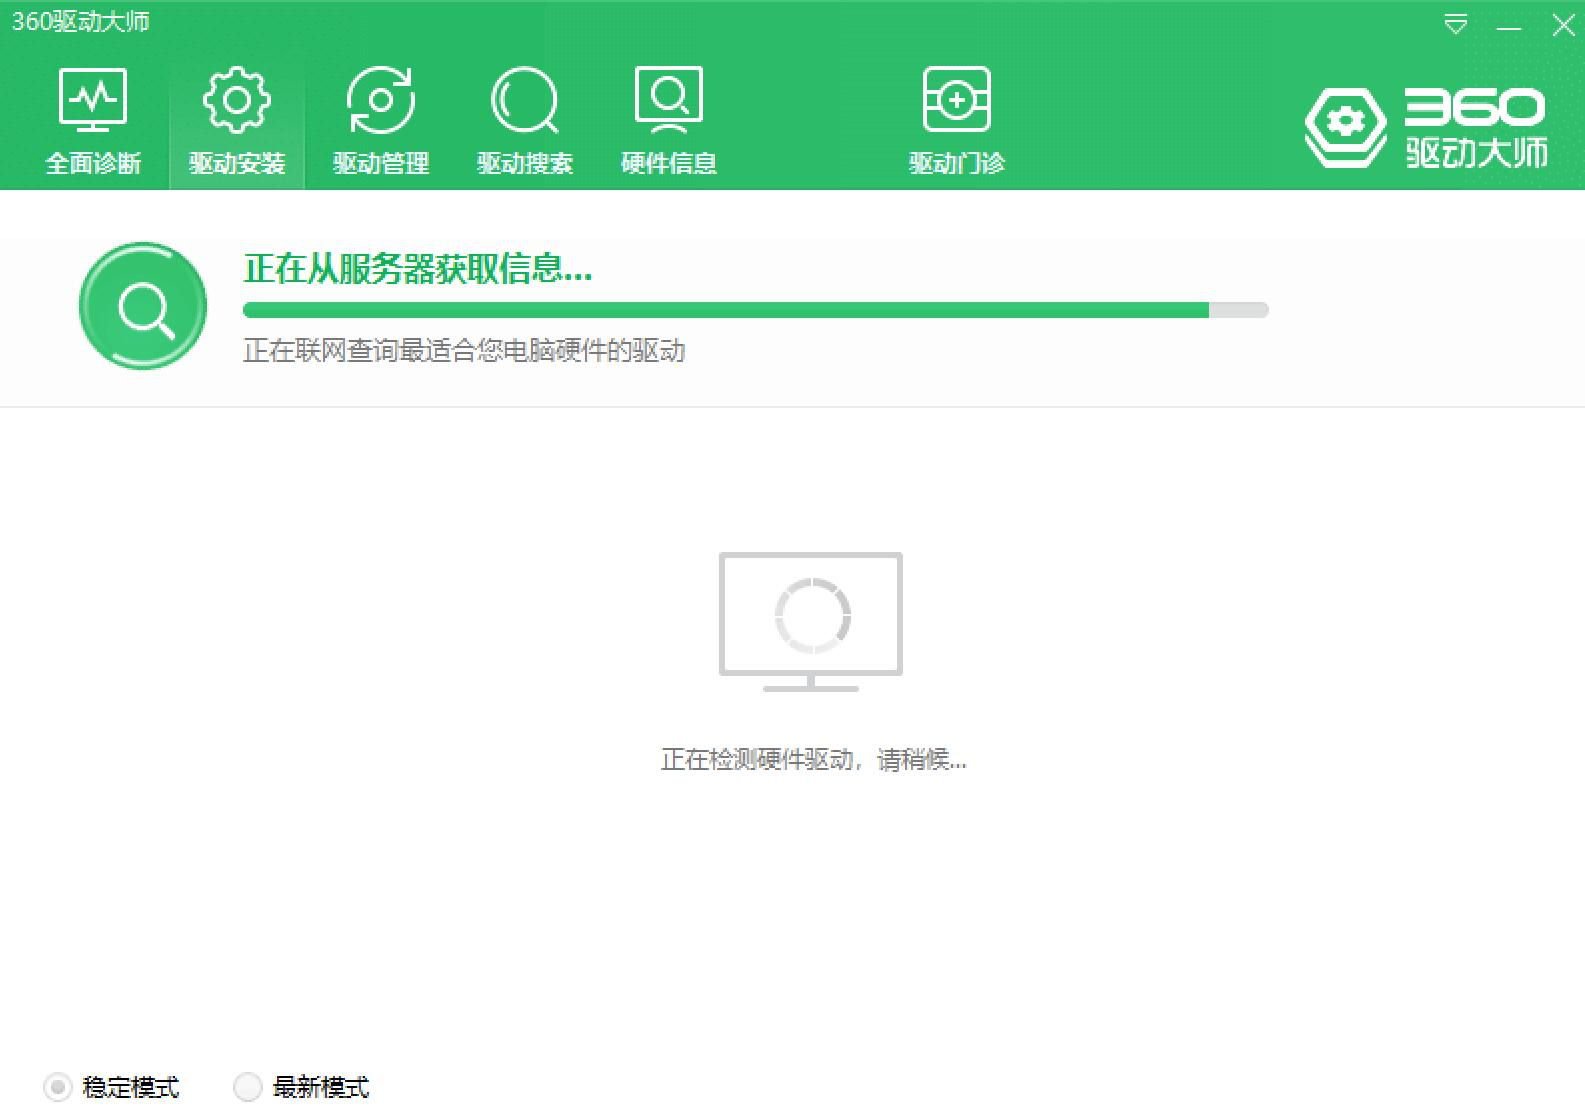 360驱动大师
全面诊断
驱动安装
驱动管理
驱动搜索
硬件信息
驱动门诊
360
驱动大师
正在从服务器获取信息...
正在联网查询最适合您电脑硬件的驱动
正在检测硬件驱动，请稍候...
稳定模式
最新模式